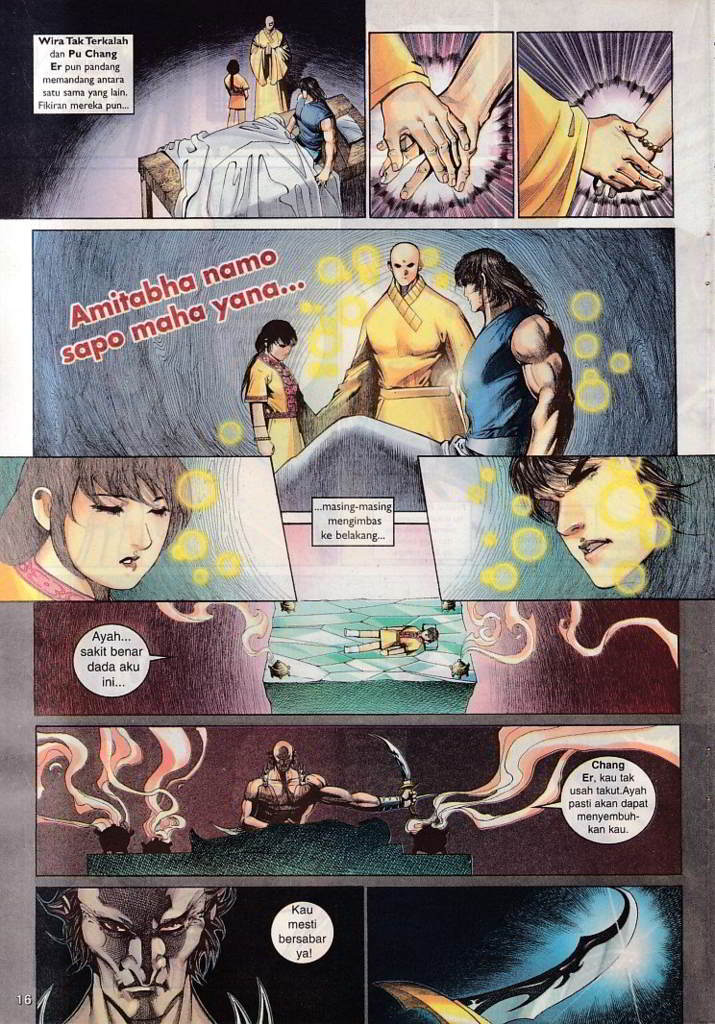 Wira Tak Terkalah
dan Pu Chang
Er pun pandang
memandang antara
satu sama yang lain.
Fikiran mereka pun...
Amitabha namo
sapo maha yana...
...masing-masing
mengimbas
ke belakang...
Ayah...
sakit benar
dada aku
ini...
Chang
Er, kau tak
usah takut.Ayah
pasti akan dapat
menyembuh-
kan kau.
Kau
mesti
bersabar
ya!
16